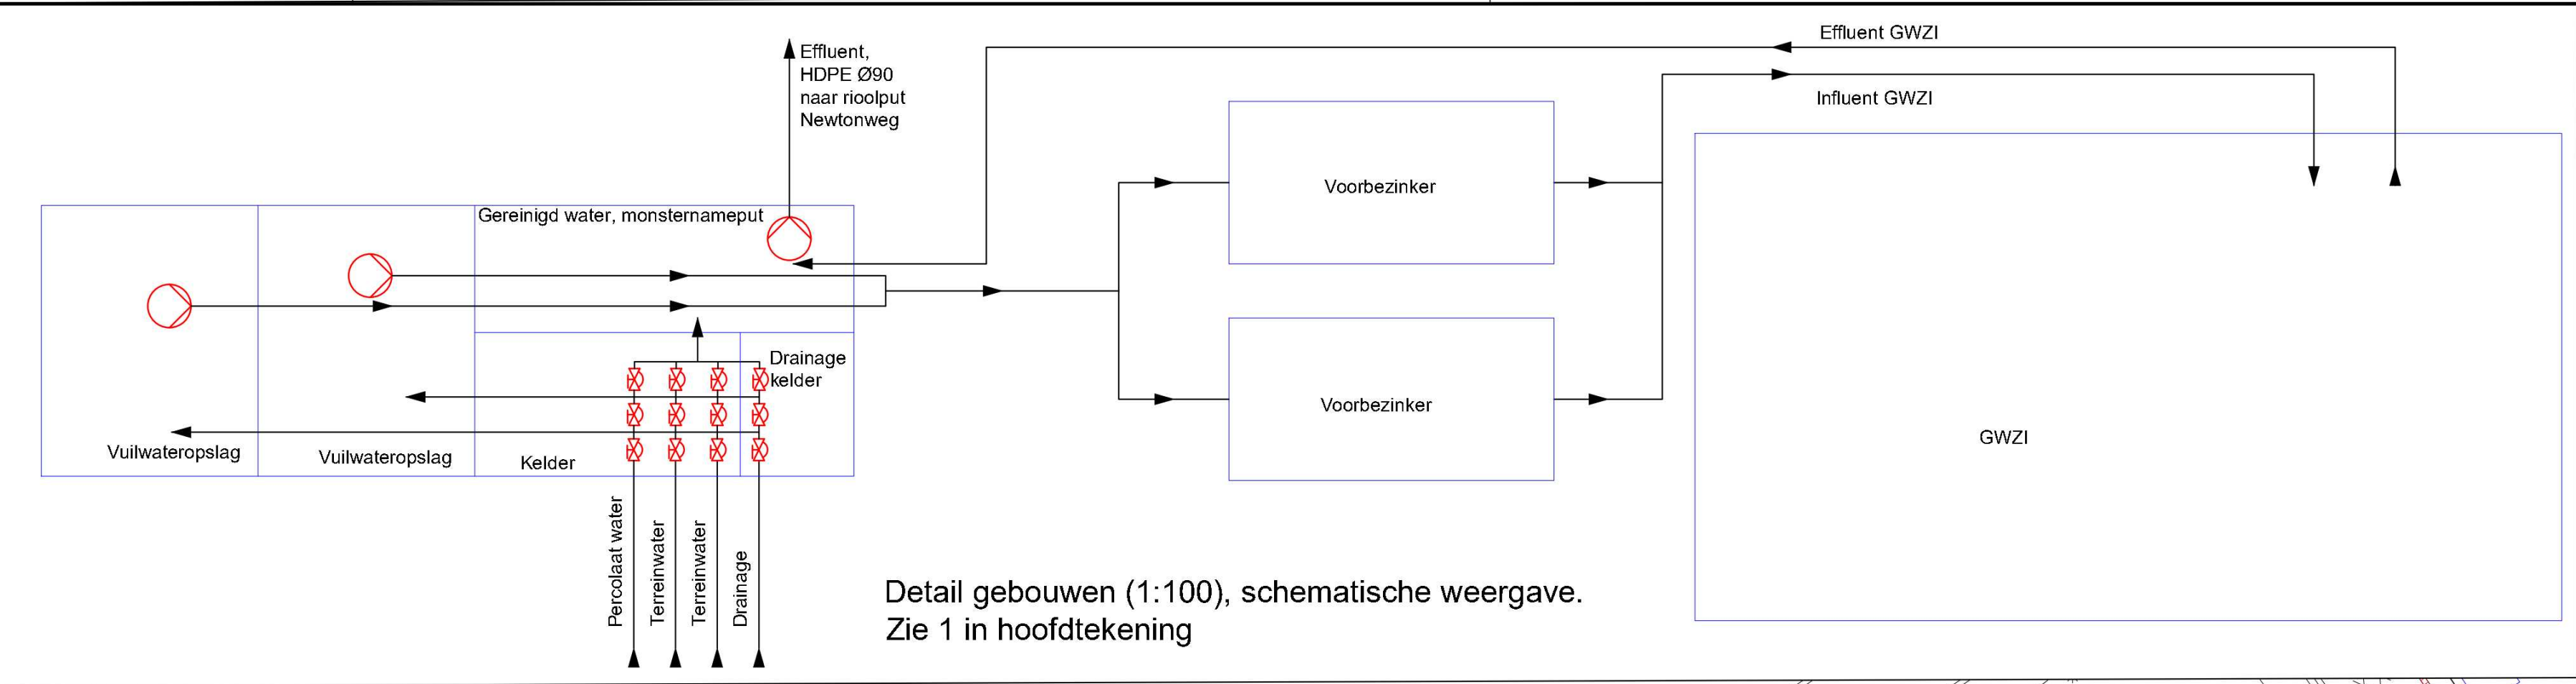 Effluent GWZI
Effluent,
HDPE Ø90
naar rioolput
Newtonweg
Influent GWZI
Voorbezinker
Gereinigd water, monsternameput
Drainage
kelder
Voorbezinker
GWZI
Vuilwateropslag
Vuilwateropslag
Kelder
Percolaat water
Terreinwater
Terreinwater
Drainage
Detail gebouwen (1:100), schematische weergave.
Zie 1 in hoofdtekening